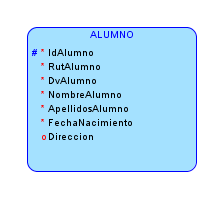 ALUMNO
# * IdAlumno
* RutAlumno
* DvAlumno
* NombreAlumno
* ApellidosAlumno
* FechaNacimiento
o Direccion